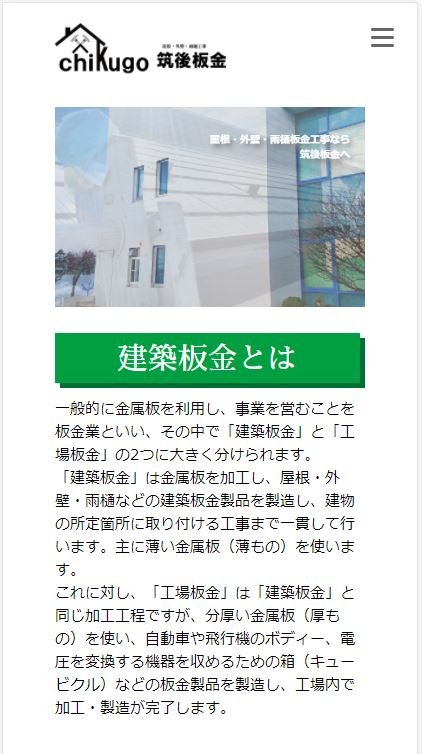 chikugo
屋根・外壁・雨樋工事
筑後板金
屋根・外壁・雨樋板金工事なら
筑後板金へ
建築板金とは
一般的に金属板を利用し、事業を営むことを
板金業といい、その中で「建築板金」と「工
場板金」の2つに大きく分けられます。
「建築板金」は金属板を加工し、屋根・外
壁・雨樋などの建築板金製品を製造し、建物
の所定箇所に取り付ける工事まで一貫して行
います。主に薄い金属板（薄もの）を使いま
す。
これに対し、「工場板金」は「建築板金」と
同じ加工工程ですが、分厚い金属板（厚も
の）を使い、自動車や飛行機のボディー、電
圧を変換する機器を収めるための箱（キュー
ビクル）などの板金製品を製造し、工場内で
加工・製造が完了します。